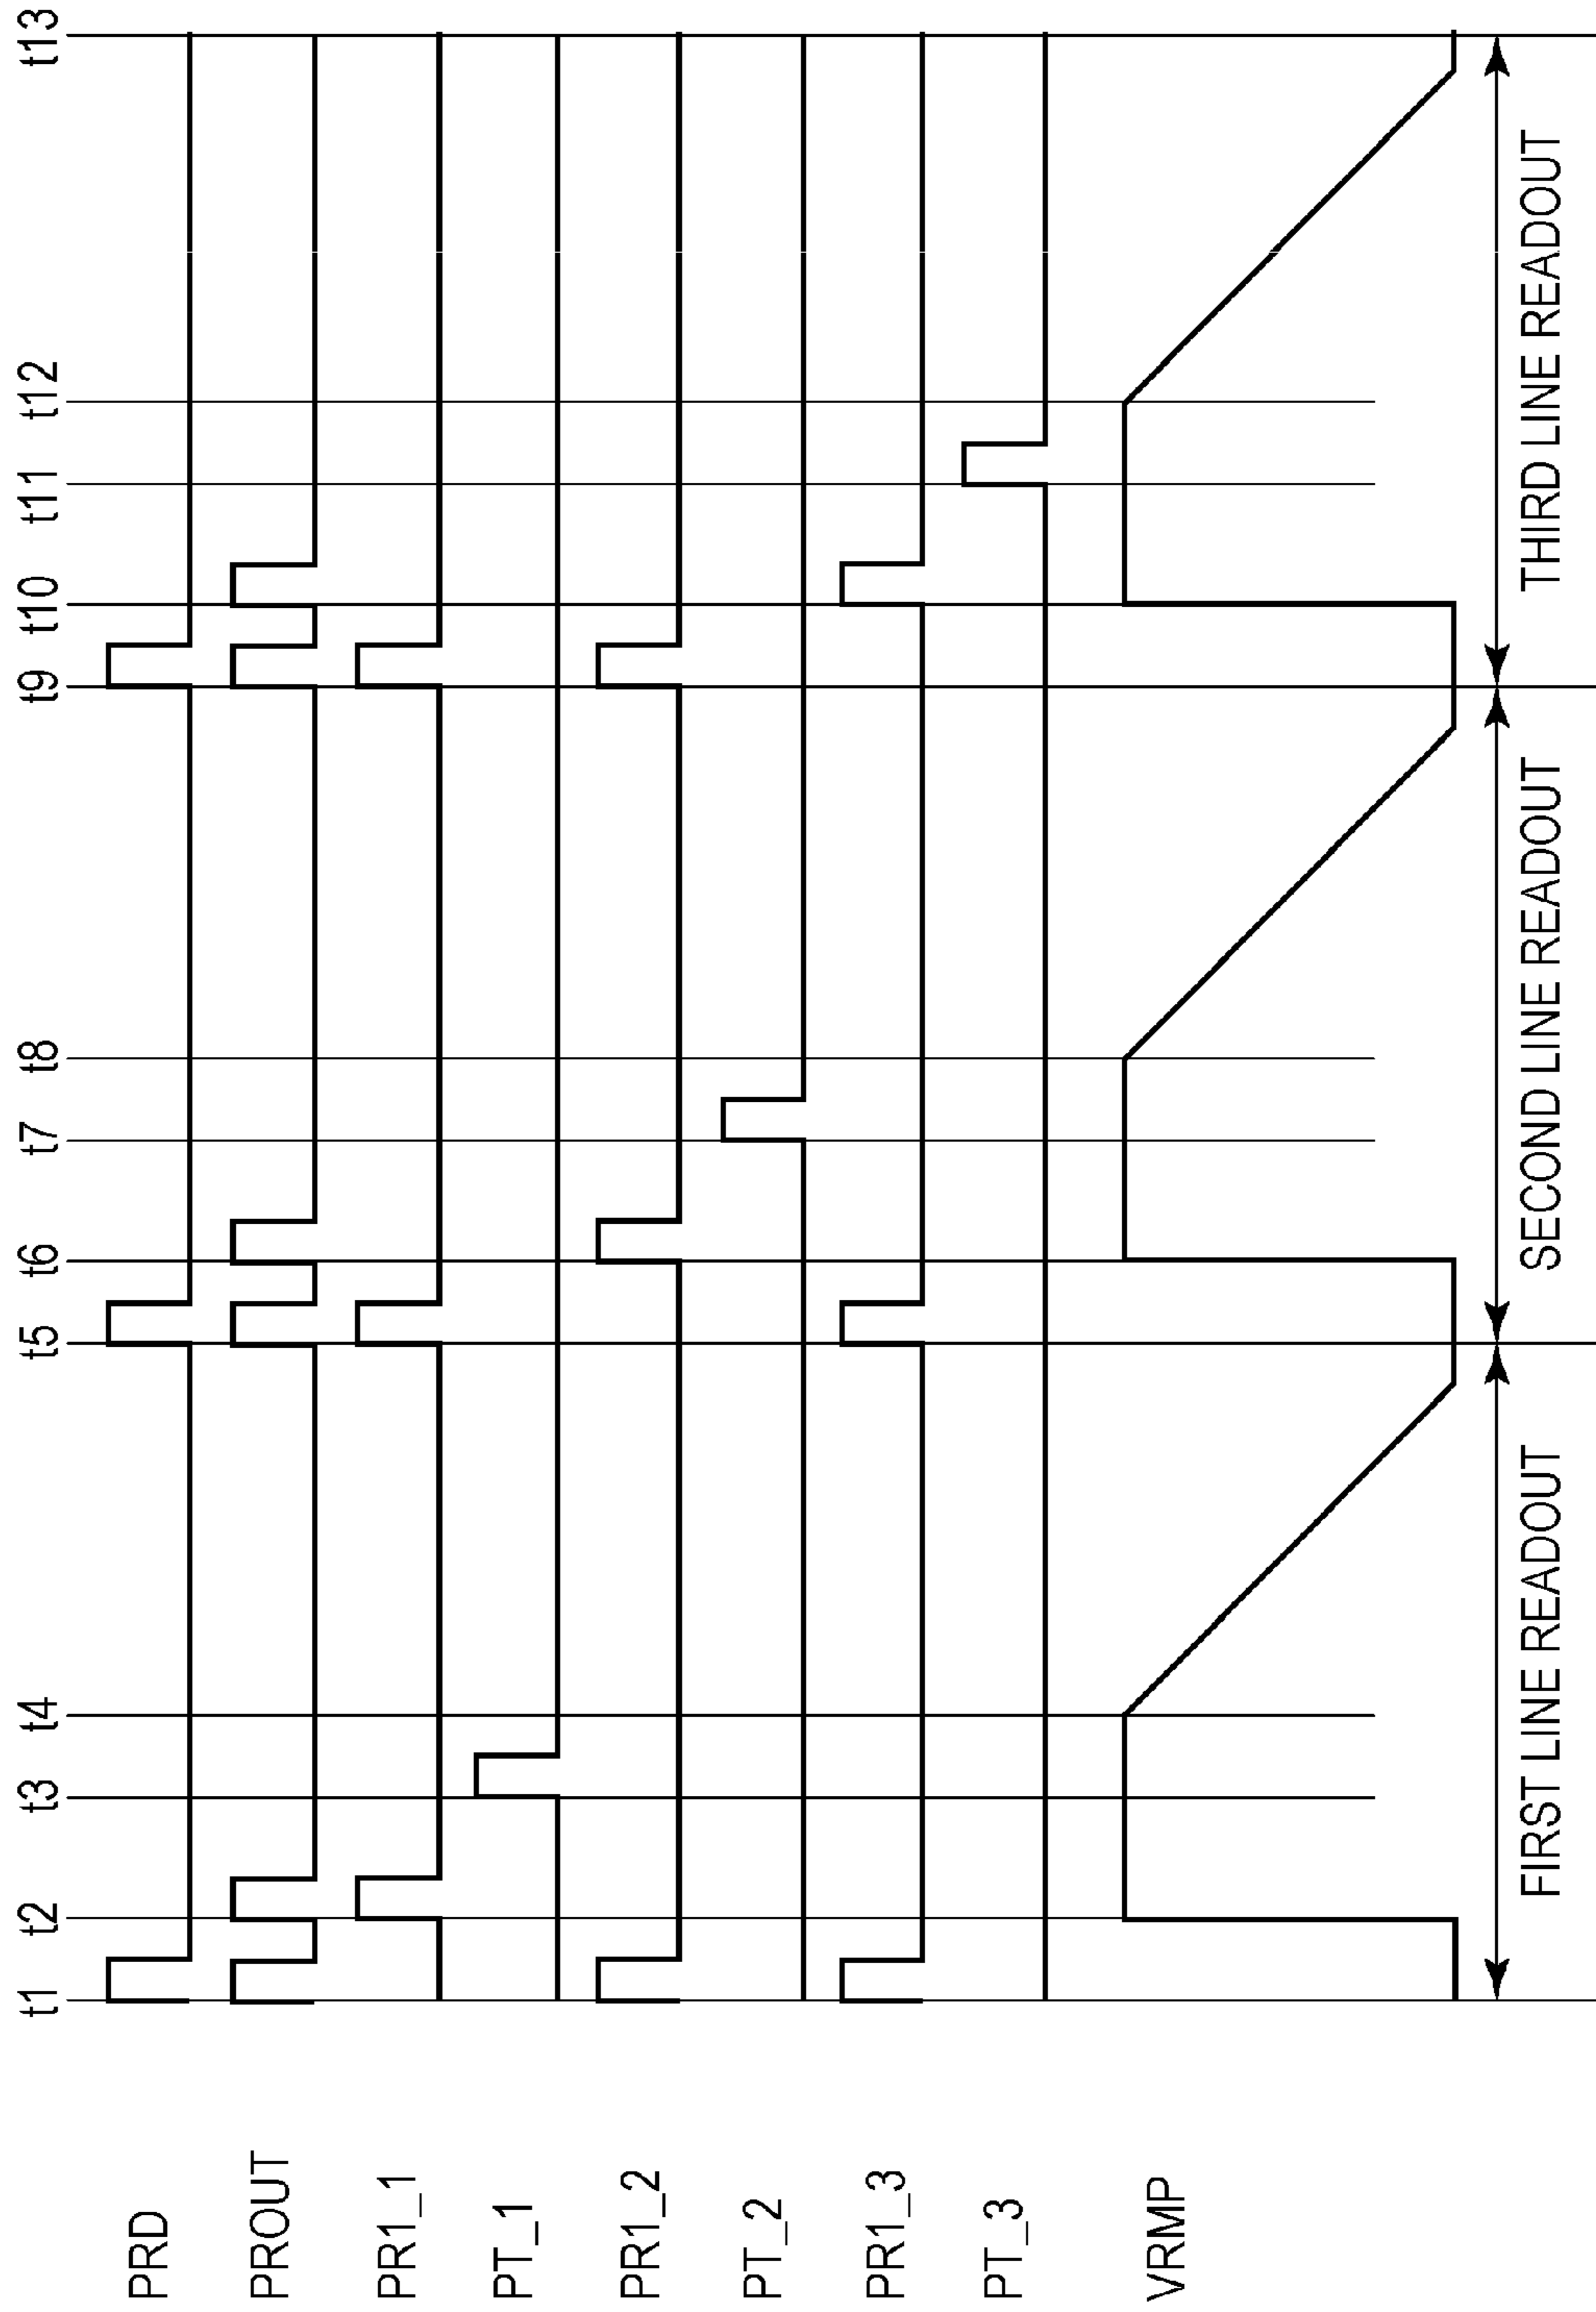 t1 t2 t3 t4 t5 t6 t7 t8 t9 t10 t11 t12 t13
PRD
PROUT
PR1_1
PT_1
PR1_2
PT_2
PR1_3
PT_3
VRMP
FIRST LINE READOUT SECOND LINE READOUT THIRD LINE READOUT